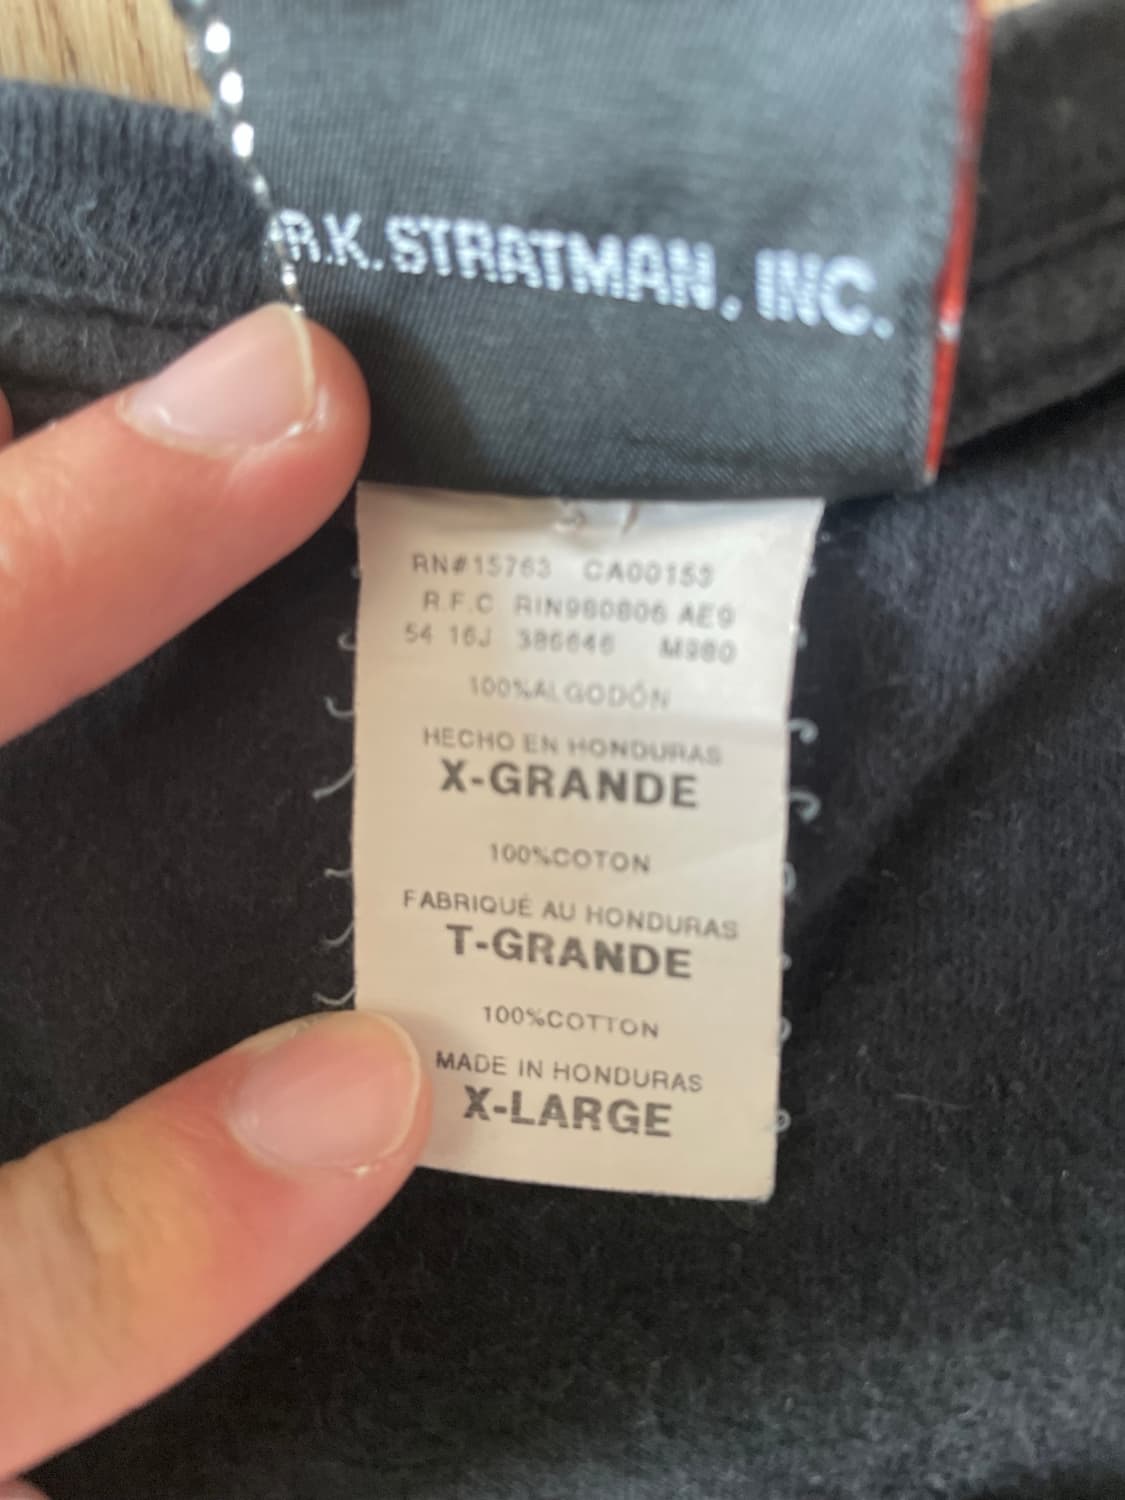 R.K. STRATMAN, INC.
RN#15763 CA00153
R.F.C RIN980806 AE9
54 16J 386646 M980
100%ALGODÓN
HECHO EN HONDURAS
X-GRANDE
100%COTON
FABRIQUÉ AU HONDURAS
T-GRANDE
100%COTTON
MADE IN HONDURAS
X-LARGE